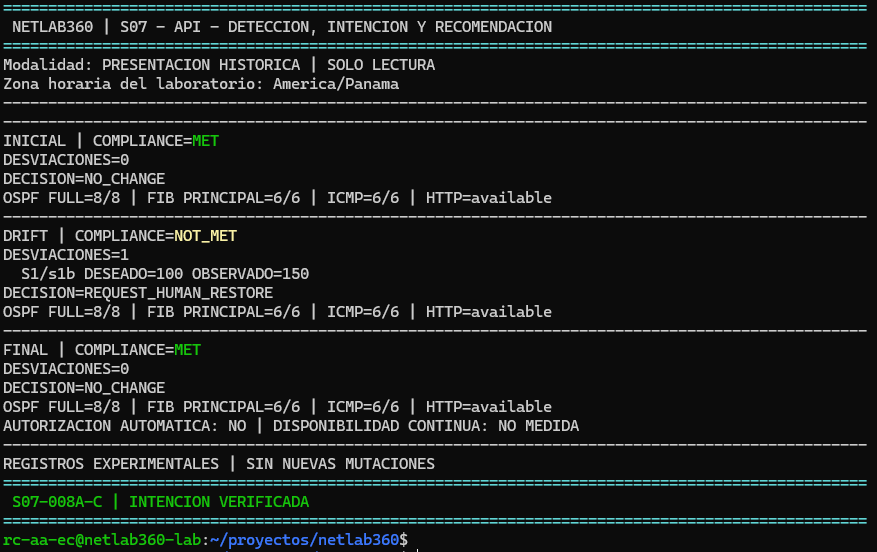 ================================================================================================
NETLAB360 | S07 - API - DETECCION, INTENCION Y RECOMENDACION
================================================================================================
Modalidad: PRESENTACION HISTORICA | SOLO LECTURA
Zona horaria del laboratorio: America/Panama
------------------------------------------------------------------------------------------------
------------------------------------------------------------------------------------------------
INICIAL | COMPLIANCE=MET
DESVIACIONES=0
DECISION=NO_CHANGE
OSPF FULL=8/8 | FIB PRINCIPAL=6/6 | ICMP=6/6 | HTTP=available
------------------------------------------------------------------------------------------------
DRIFT | COMPLIANCE=NOT_MET
DESVIACIONES=1
  S1/s1b DESEADO=100 OBSERVADO=150
DECISION=REQUEST_HUMAN_RESTORE
OSPF FULL=8/8 | FIB PRINCIPAL=6/6 | ICMP=6/6 | HTTP=available
------------------------------------------------------------------------------------------------
FINAL | COMPLIANCE=MET
DESVIACIONES=0
DECISION=NO_CHANGE
OSPF FULL=8/8 | FIB PRINCIPAL=6/6 | ICMP=6/6 | HTTP=available
AUTORIZACION AUTOMATICA: NO | DISPONIBILIDAD CONTINUA: NO MEDIDA
------------------------------------------------------------------------------------------------
REGISTROS EXPERIMENTALES | SIN NUEVAS MUTACIONES
================================================================================================
S07-008A-C | INTENCION VERIFICADA
================================================================================================
rc-aa-ec@netlab360-lab:~/proyectos/netlab360$